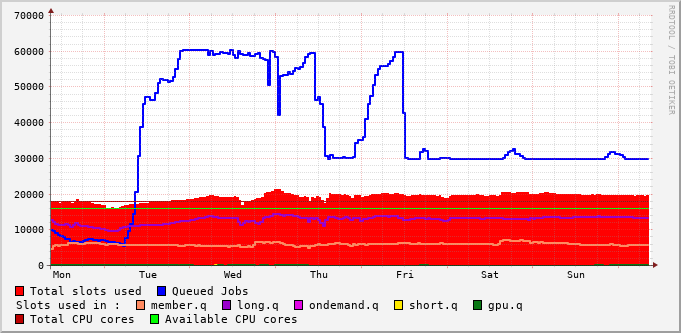 70000
60000
50000
40000
30000
20000
10000
0
Mon Tue Wed Thu Fri Sat Sun
Total slots used Queued Jobs
Slots used in : member.q long.q ondemand.q short.q gpu.q
Total CPU cores Available CPU cores
RRDTOOL / TOBI OETIKER